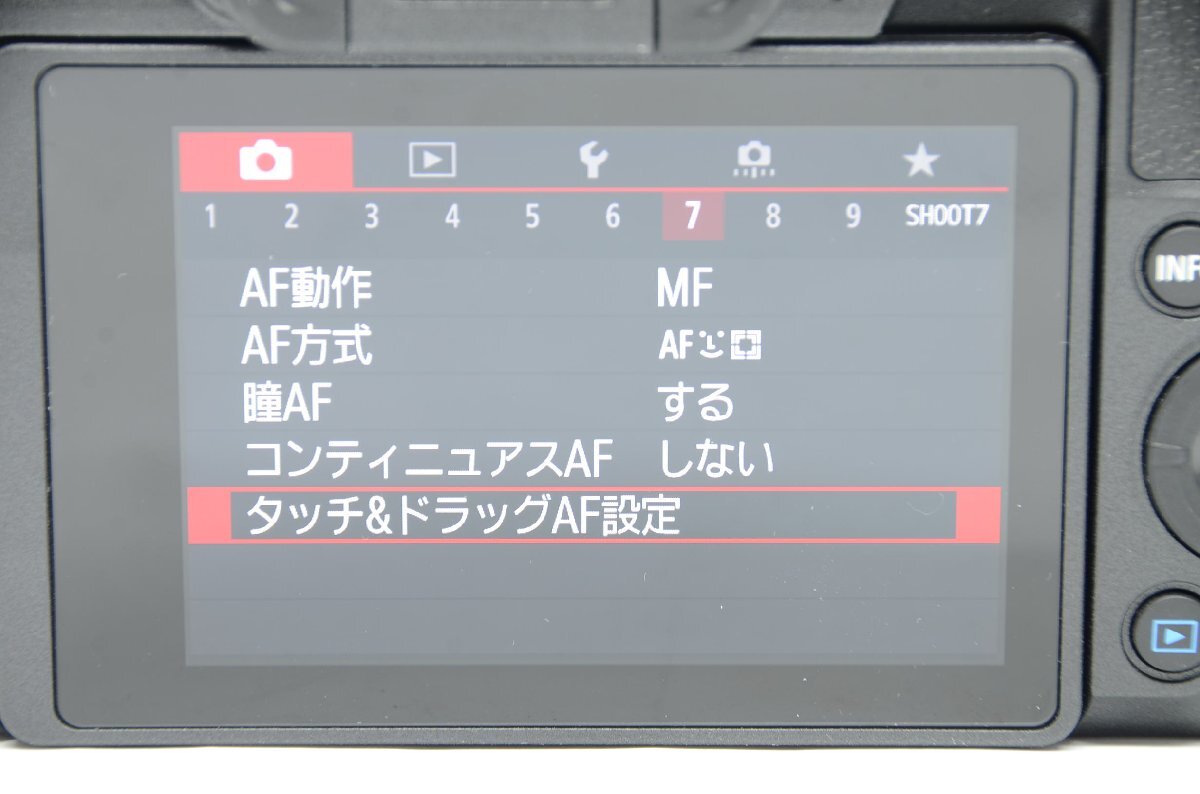 1 2 3 4 5 6 7 8 9 SHOOT7
AF動作 MF
AF方式 AF
瞳AF する
コンティニュアスAF しない
タッチ&ドラッグAF設定